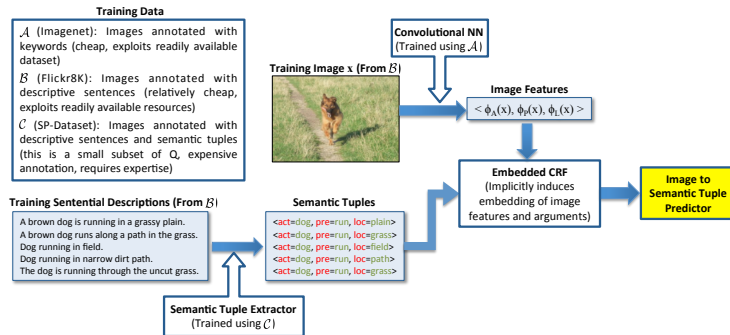 Training Data
𝒜 (Imagenet): Images annotated with
keywords (cheap, exploits readily available
dataset)
ℬ (Flickr8K): Images annotated with
descriptive sentences (relatively cheap,
exploits readily available resources)
𝒞 (SP-Dataset): Images annotated with
descriptive sentences and semantic tuples
(this is a small subset of Q, expensive
annotation, requires expertise)
Convolutional NN
(Trained using 𝒜)
Training Image x (From ℬ)
Image Features
< ϕA(x), ϕP(x), ϕL(x) >
Embedded CRF
(Implicitly induces
embedding of image
features and arguments)
Image to
Semantic Tuple
Predictor
Training Sentential Descriptions (From ℬ)
A brown dog is running in a grassy plain.
A brown dog runs along a path in the grass.
Dog running in field.
Dog running in narrow dirt path.
The dog is running through the uncut grass.
Semantic Tuples
<act=dog, pre=run, loc=plain>
<act=dog, pre=run, loc=grass>
<act=dog, pre=run, loc=field>
<act=dog, pre=run, loc=path>
<act=dog, pre=run, loc=grass>
Semantic Tuple Extractor
(Trained using 𝒞)